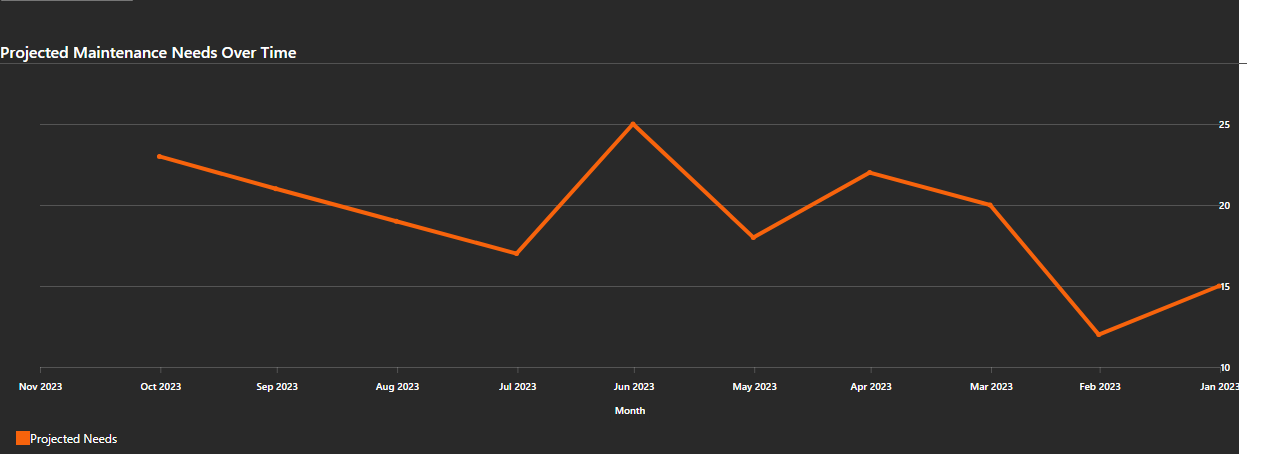 Projected Maintenance Needs Over Time
25
20
15
10
Nov 2023 Oct 2023 Sep 2023 Aug 2023 Jul 2023 Jun 2023 May 2023 Apr 2023 Mar 2023 Feb 2023 Jan 2023
Month
Projected Needs